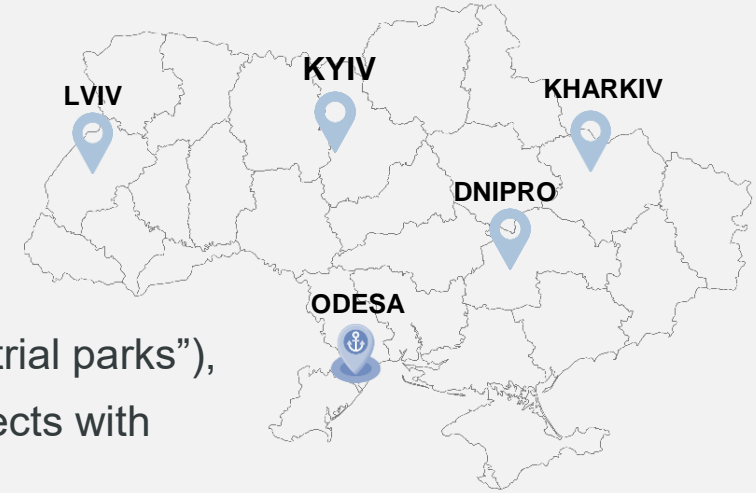 KYIV
LVIV
KHARKIV
DNIPRO
ODESA
trial parks”),
ects with